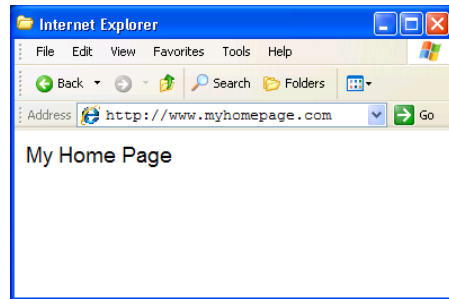 Internet Explorer
File Edit View Favorites Tools Help
Back Search Folders
Address http://www.myhomepage.com Go
My Home Page